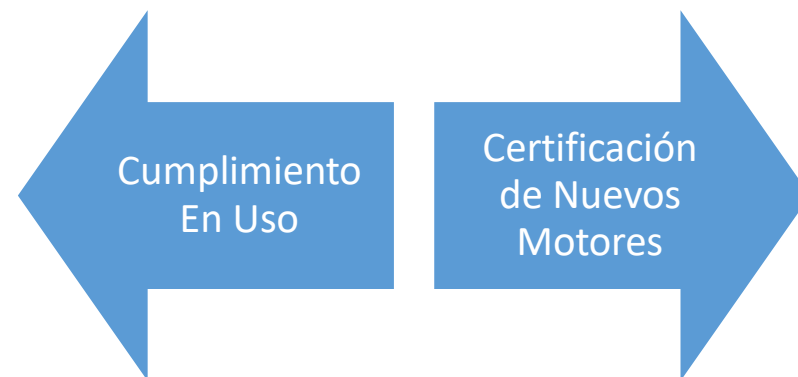 Cumplimiento
En Uso
Certificación
de Nuevos
Motores